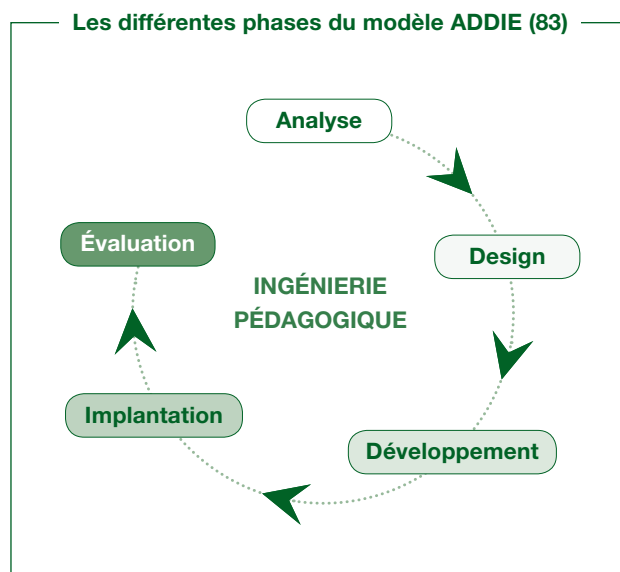 Les différentes phases du modèle ADDIE (83)
Analyse
Design
Développement
Implantation
Évaluation
INGÉNIERIE
PÉDAGOGIQUE